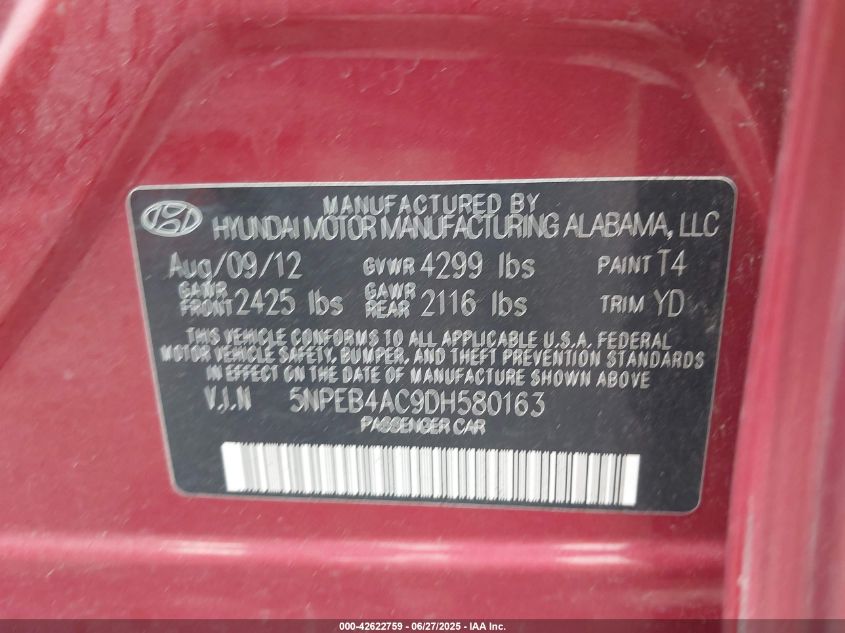 MANUFACTURED BY
HYUNDAI MOTOR MANUFACTURING ALABAMA, LLC
Aug/09/12 GVWR 4299 lbs PAINT T4
GAWR FRONT 2425 lbs GAWR REAR 2116 lbs TRIM YD
THIS VEHICLE CONFORMS TO ALL APPLICABLE U.S.A. FEDERAL
MOTOR VEHICLE SAFETY, BUMPER, AND THEFT PREVENTION STANDARDS
IN EFFECT ON THE DATE OF MANUFACTURE SHOWN ABOVE
V.I.N 5NPEB4AC9DH580163
PASSENGER CAR
000-42622759 - 06/27/2025 - IAA Inc.